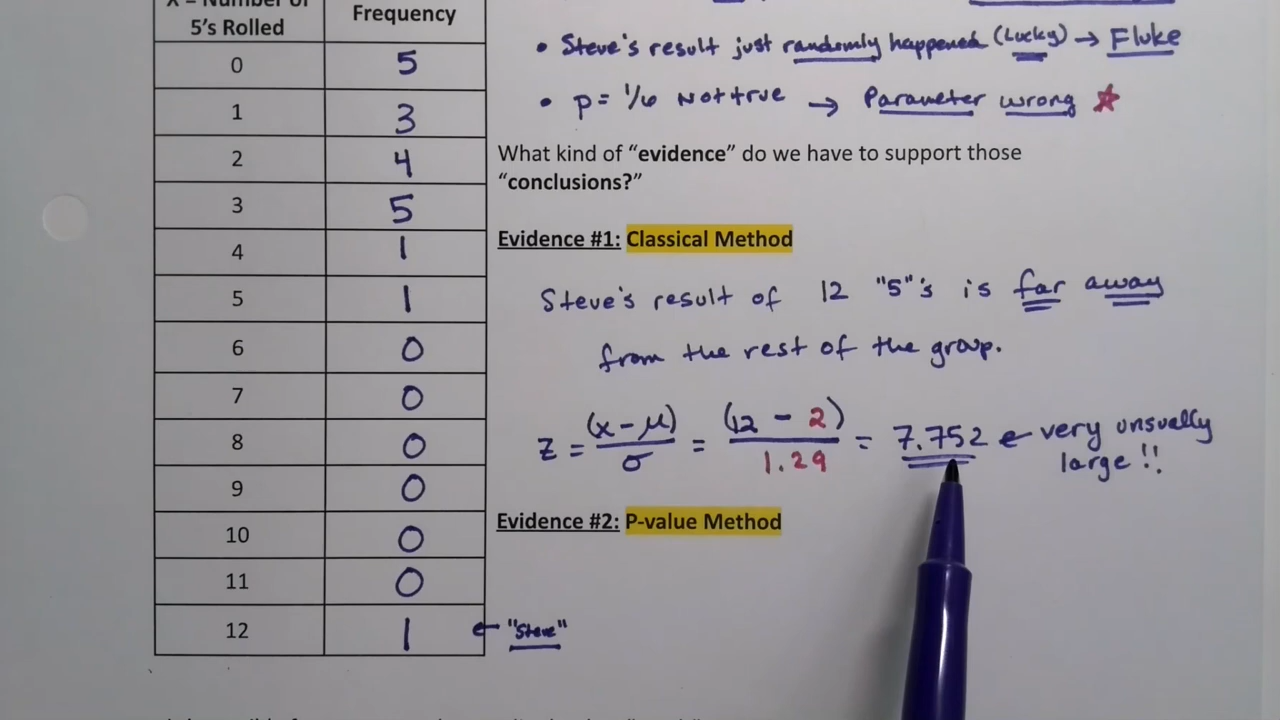 X = Number of
5's Rolled
Frequency
0 5
1 3
2 4
3 5
4 1
5 1
6 0
7 0
8 0
9 0
10 0
11 0
12 1 ← "Steve"
• Steve's result just randomly happened (Lucky) → Fluke
• p = 1/6 Not true → Parameter wrong ☆
What kind of "evidence" do we have to support those
"conclusions?"
Evidence #1: Classical Method
Steve's result of 12 "5"'s is far away
from the rest of the group.
z = (x - μ)/σ = (12 - 2)/1.29 = 7.752 ← very unsually
large!!
Evidence #2: P-value Method